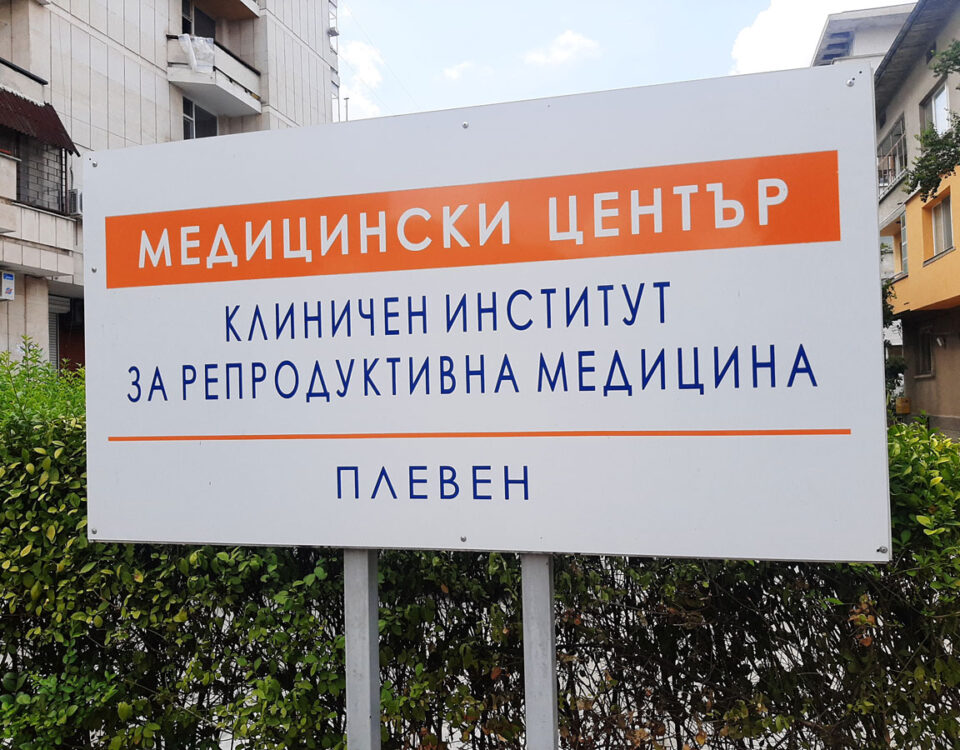 МЕДИЦИНСКИ ЦЕНТЪР
КЛИНИЧЕН ИНСТИТУТ
ЗА РЕПРОДУКТИВНА МЕДИЦИНА
ПЛЕВЕН